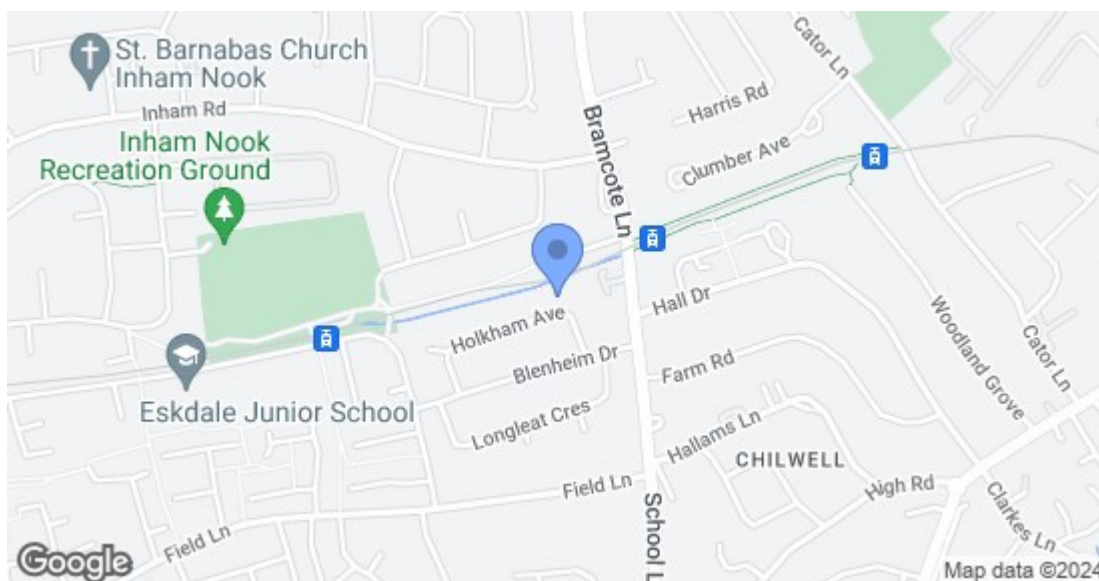 St. Barnabas Church
Inham Nook
Cator Ln
Harris Rd
Inham Rd
Bramcote Ln
Inham Nook
Recreation Ground
Clumber Ave
Hall Dr
Woodland Grove
Cator Ln
Holkham Ave
Blenheim Dr
Farm Rd
Eskdale Junior School
Longleat Cres
Hallams Ln
CHILWELL
Field Ln
High Rd
School L
Clarkes Ln
Field Ln
Google
Map data ©2024